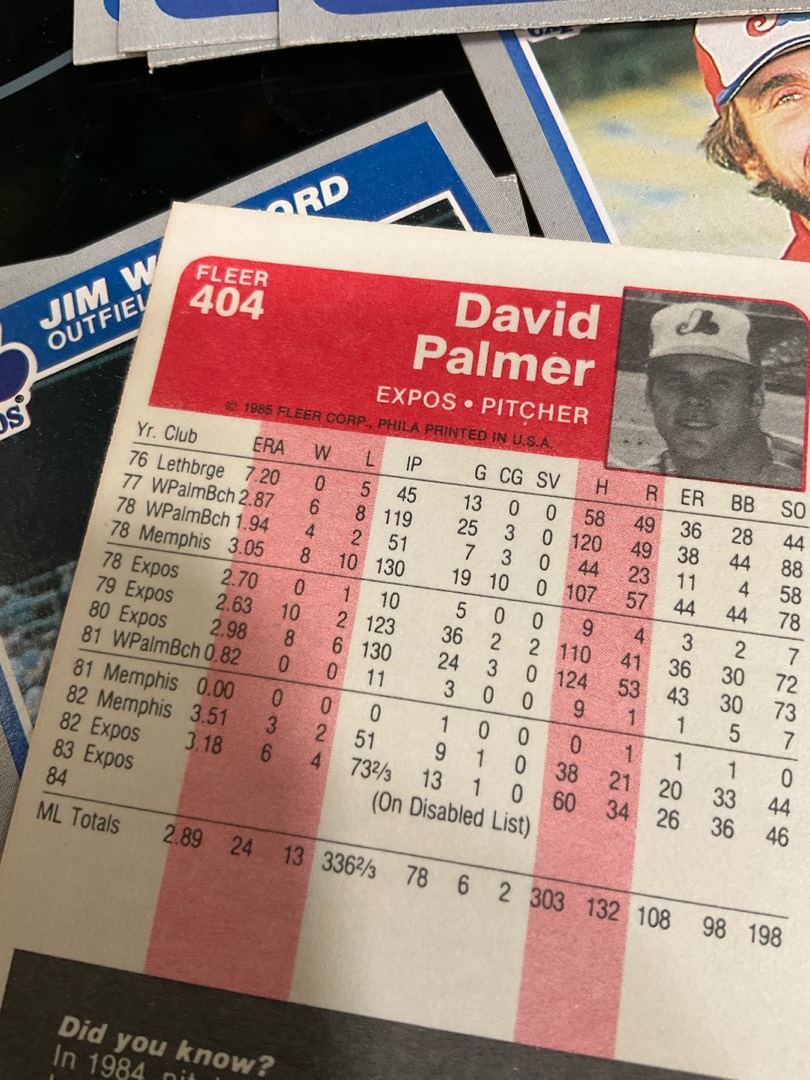 JIM W ORD
OUTFIEL
FLEER
404
David
Palmer
EXPOS • PITCHER
© 1985 FLEER CORP., PHILA PRINTED IN U.S.A.
Yr. Club ERA W L IP G CG SV H R ER BB SO
76 Lethbrge 7.20 0 5 45 13 0 0 58 49 36 28 44
77 WPalmBch 2.87 6 8 119 25 3 0 120 49 38 44 88
78 WPalmBch 1.94 4 2 51 7 3 0 44 23 11 4 58
78 Memphis 3.05 8 10 130 19 10 0 107 57 44 44 78
78 Expos 2.70 0 1 10 5 0 0 9 4 3 2 7
79 Expos 2.63 10 2 123 36 2 2 110 41 36 30 72
80 Expos 2.98 8 6 130 24 3 0 124 53 43 30 73
81 WPalmBch 0.82 0 0 11 3 0 0 9 1 1 5 7
81 Memphis 0.00 0 0 0 1 0 0 0 1 1 1 0
82 Memphis 3.51 3 2 51 9 1 0 38 21 20 33 44
82 Expos 3.18 6 4 73⅔ 13 1 0 60 34 26 36 46
83 Expos (On Disabled List)
84
ML Totals 2.89 24 13 336⅔ 78 6 2 303 132 108 98 198
Did you know?
In 1984,